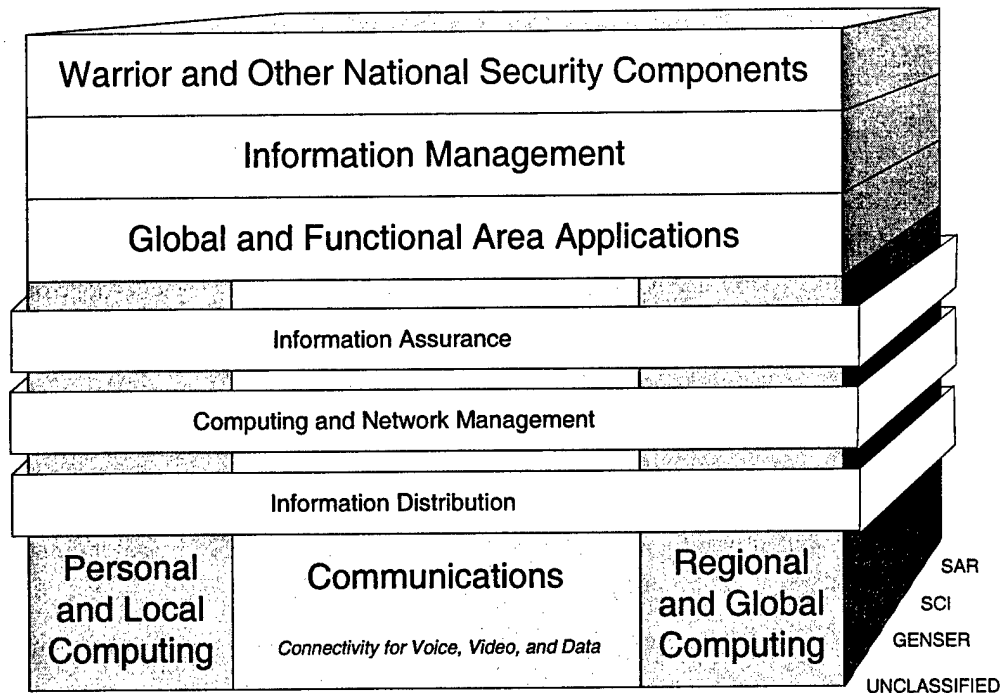 Warrior and Other National Security Components
Information Management
Global and Functional Area Applications
Information Assurance
Computing and Network Management
Information Distribution
Personal
and Local
Computing
Communications
Connectivity for Voice, Video, and Data
Regional
and Global
Computing
SAR
SCI
GENSER
UNCLASSIFIED